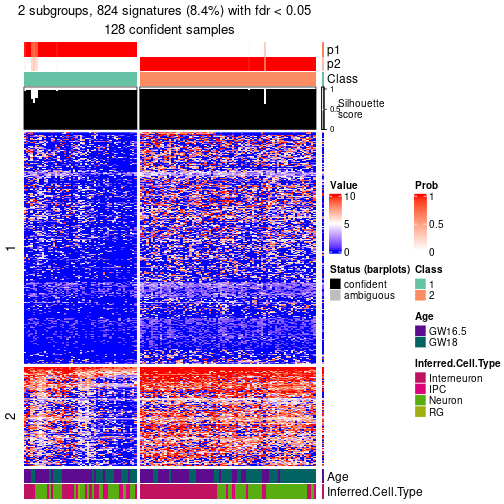 2 subgroups, 824 signatures (8.4%) with fdr < 0.05
128 confident samples
p1
p2
Class
1
0.5
0
Silhouette
score
1
2
Age
Inferred.Cell.Type
Value
10
5
0
Prob
1
0.5
0
Status (barplots)
confident
ambiguous
Class
1
2
Age
GW16.5
GW18
Inferred.Cell.Type
Interneuron
IPC
Neuron
RG